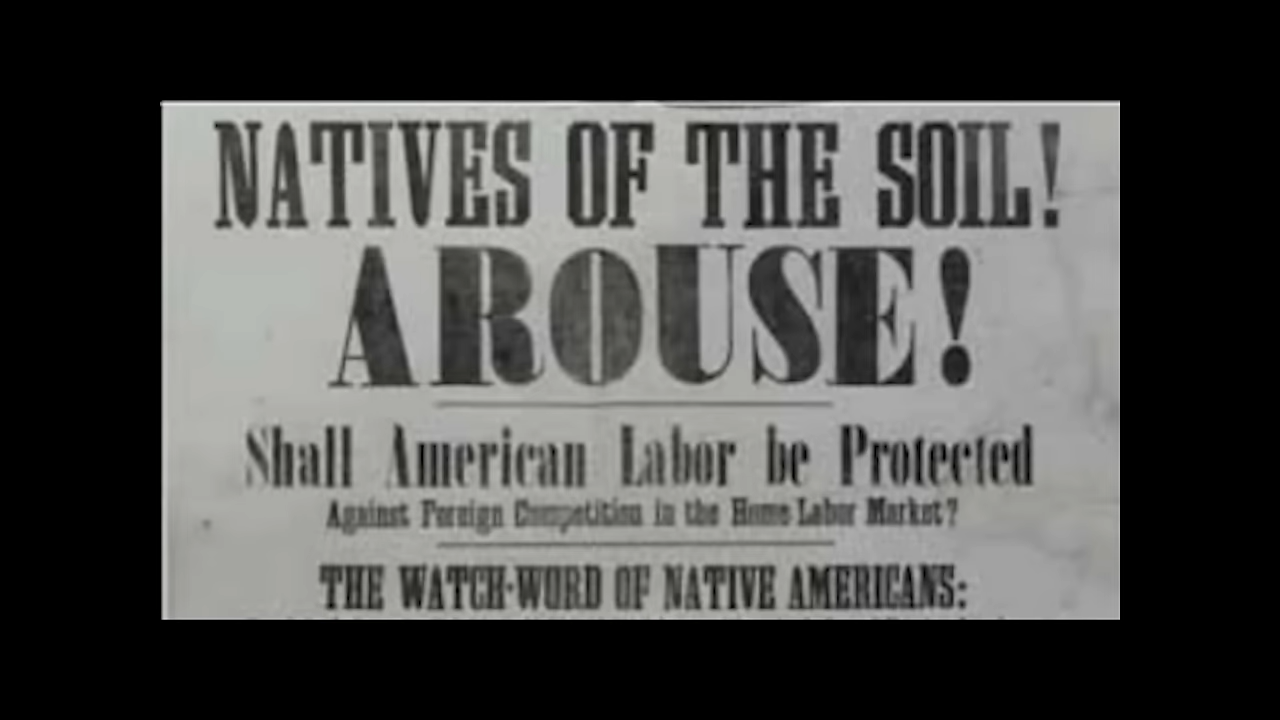 NATIVES OF THE SOIL!
AROUSE!
Shall American Labor be Protected
Against Foreign Competition in the Home Labor Market?
THE WATCH-WORD OF NATIVE AMERICANS: